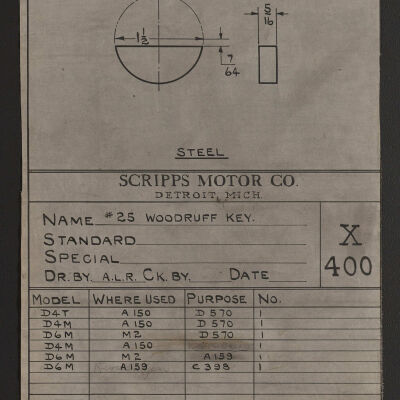 1 1/2
5/16
7/64
STEEL
SCRIPPS MOTOR CO.
DETROIT, MICH.
NAME #25 WOODRUFF KEY.
STANDARD
SPECIAL
X 400
DR. BY. A.L.R. CK. BY. DATE
MODEL WHERE USED PURPOSE NO.
D4T A150 D570 1
D4M A150 D570 1
D6M M2 D570 1
D4M A150 1
D6M M2 A159 1
D6M A159 C398 1